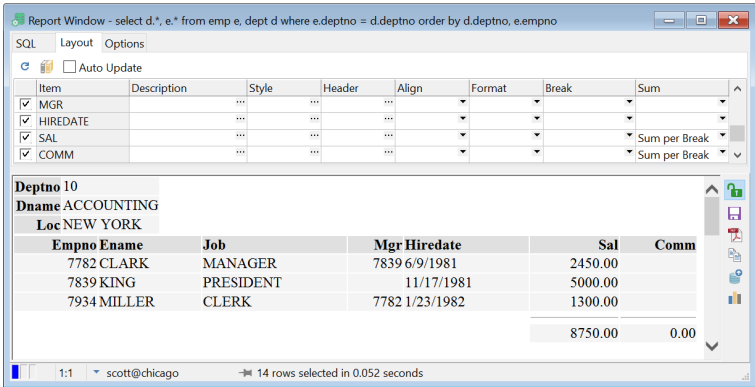 Report Window - select d.*, e.* from emp e, dept d where e.deptno = d.deptno order by d.deptno, e.empno
SQL Layout Options
Auto Update
Item Description Style Header Align Format Break Sum
MGR ... ... ...
HIREDATE ... ... ...
SAL ... ... ... Sum per Break
COMM ... ... ... Sum per Break
Deptno 10
Dname ACCOUNTING
Loc NEW YORK
Empno Ename Job Mgr Hiredate Sal Comm
7782 CLARK MANAGER 7839 6/9/1981 2450.00
7839 KING PRESIDENT 11/17/1981 5000.00
7934 MILLER CLERK 7782 1/23/1982 1300.00
8750.00 0.00
1:1 scott@chicago 14 rows selected in 0.052 seconds